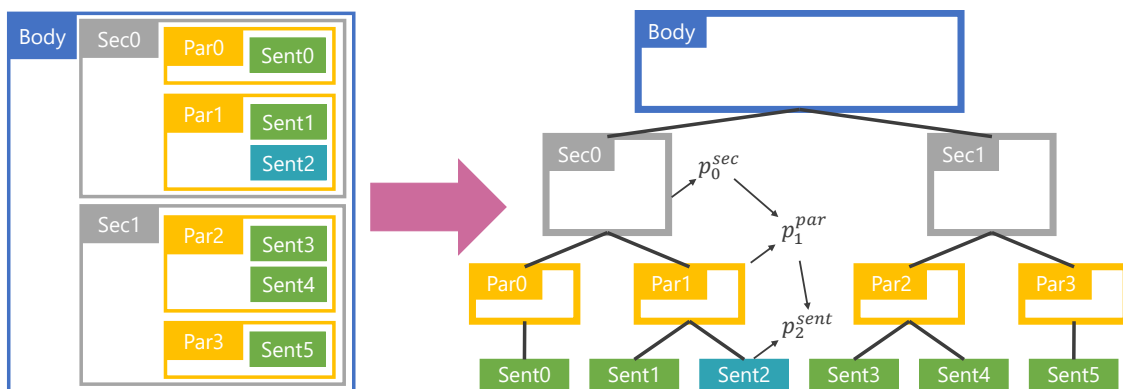 Body
Sec0
Par0
Sent0
Par1
Sent1
Sent2
Sec1
Par2
Sent3
Sent4
Par3
Sent5
Body
Sec0
Sec1
p_0^{sec}
p_1^{par}
Par0
Par1
Par2
Par3
p_2^{sent}
Sent0
Sent1
Sent2
Sent3
Sent4
Sent5